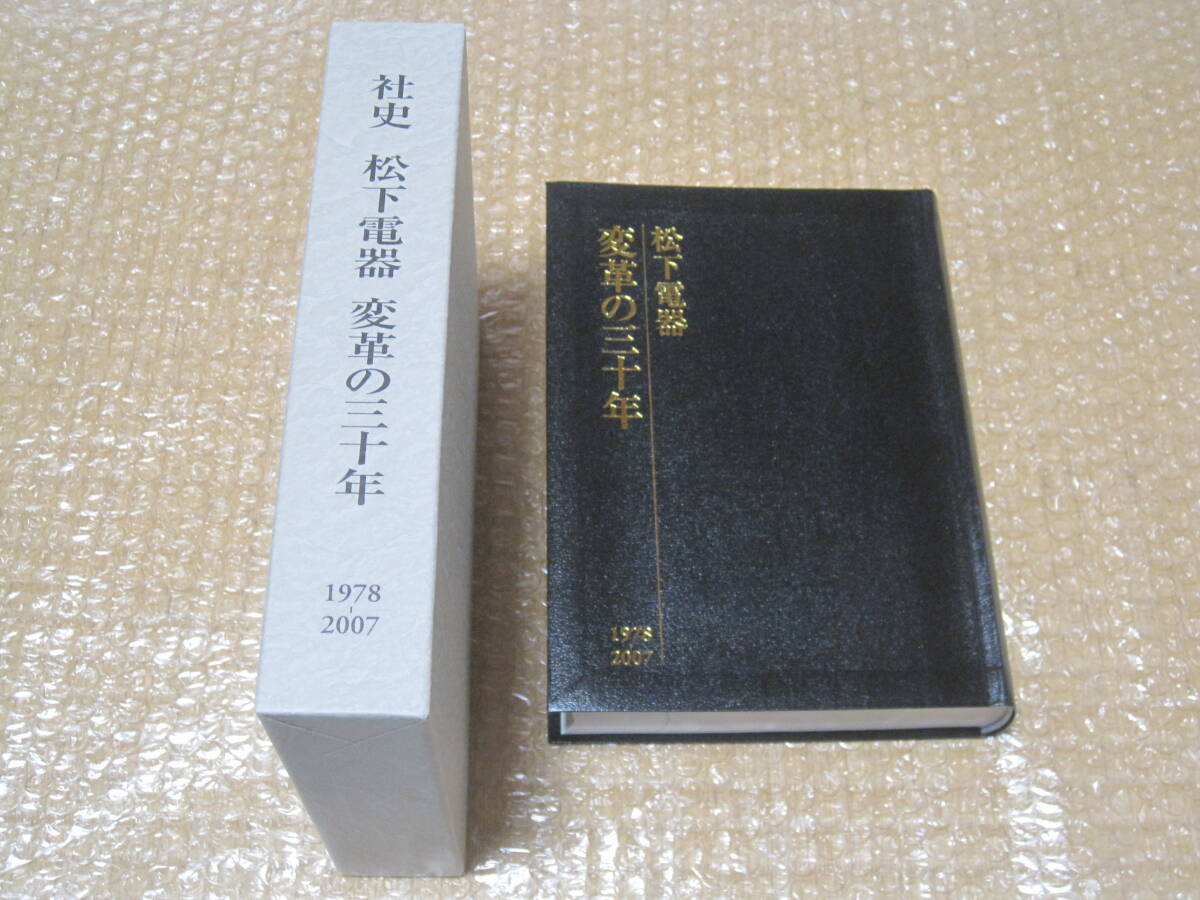 社史 松下電器 変革の三十年
1978
-
2007
松下電器
変革の三十年
1978
2007